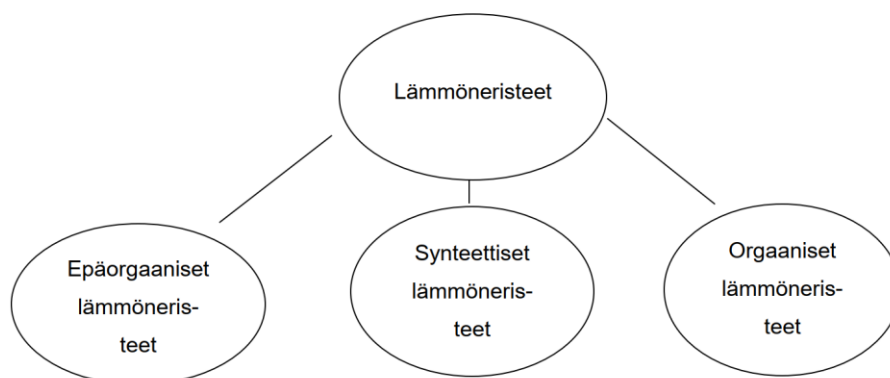 Lämmöneristeet
Epäorgaaniset
lämmöneris-
teet
Synteettiset
lämmöneris-
teet
Orgaaniset
lämmöneris-
teet